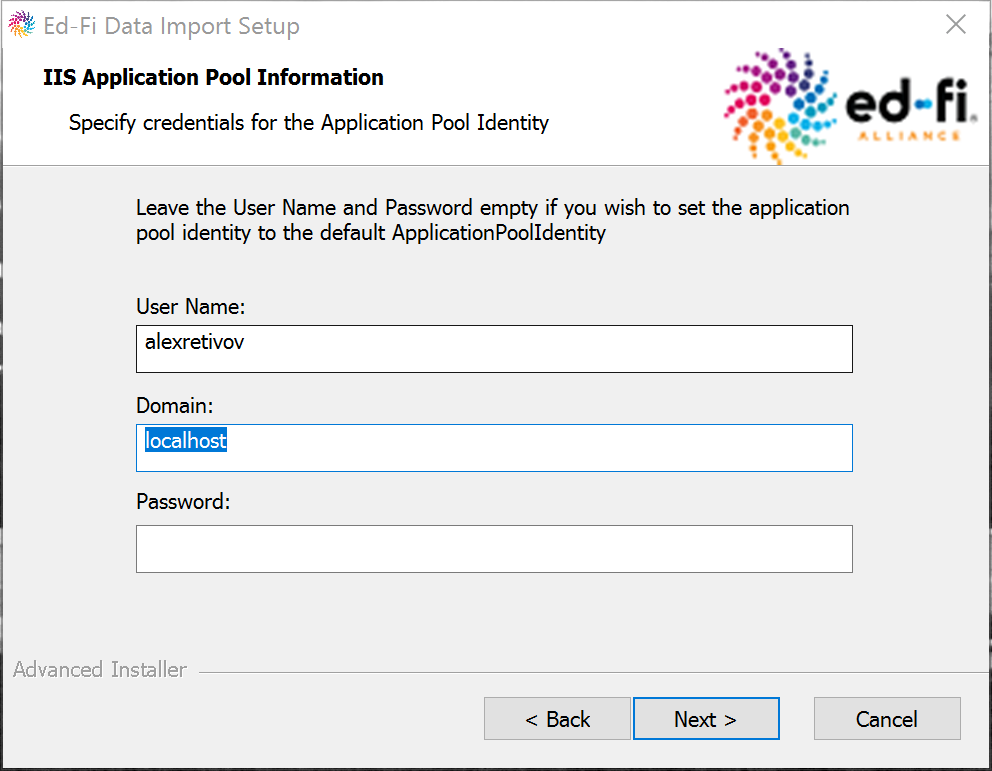 Ed-Fi Data Import Setup
IIS Application Pool Information
Specify credentials for the Application Pool Identity
ed-fi
ALLIANCE
Leave the User Name and Password empty if you wish to set the application
pool identity to the default ApplicationPoolIdentity
User Name:
alexretivov
Domain:
localhost
Password:
Advanced Installer
< Back
Next >
Cancel